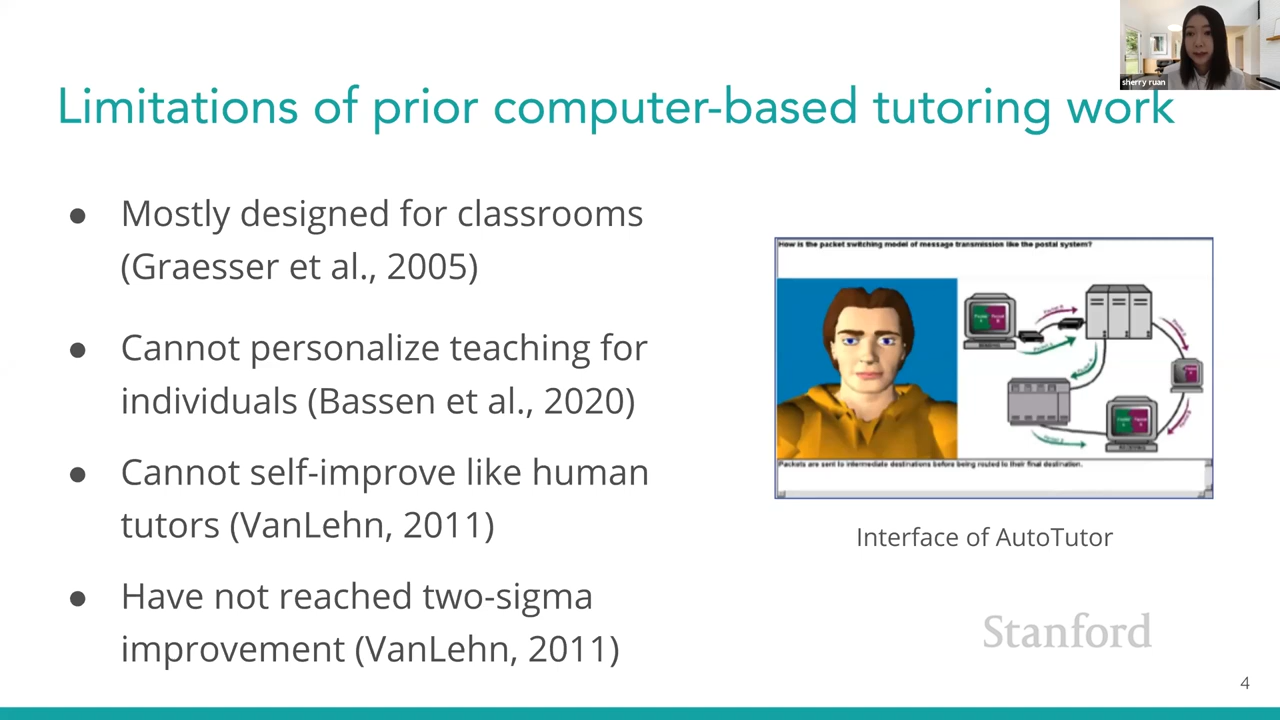 sherry ruan
Limitations of prior computer-based tutoring work
● Mostly designed for classrooms
(Graesser et al., 2005)
● Cannot personalize teaching for
individuals (Bassen et al., 2020)
● Cannot self-improve like human
tutors (VanLehn, 2011)
● Have not reached two-sigma
improvement (VanLehn, 2011)
How is the packet switching model of message transmission like the postal system?
Packets are sent to intermediate destinations before being routed to their final destination.
Interface of AutoTutor
Stanford
4